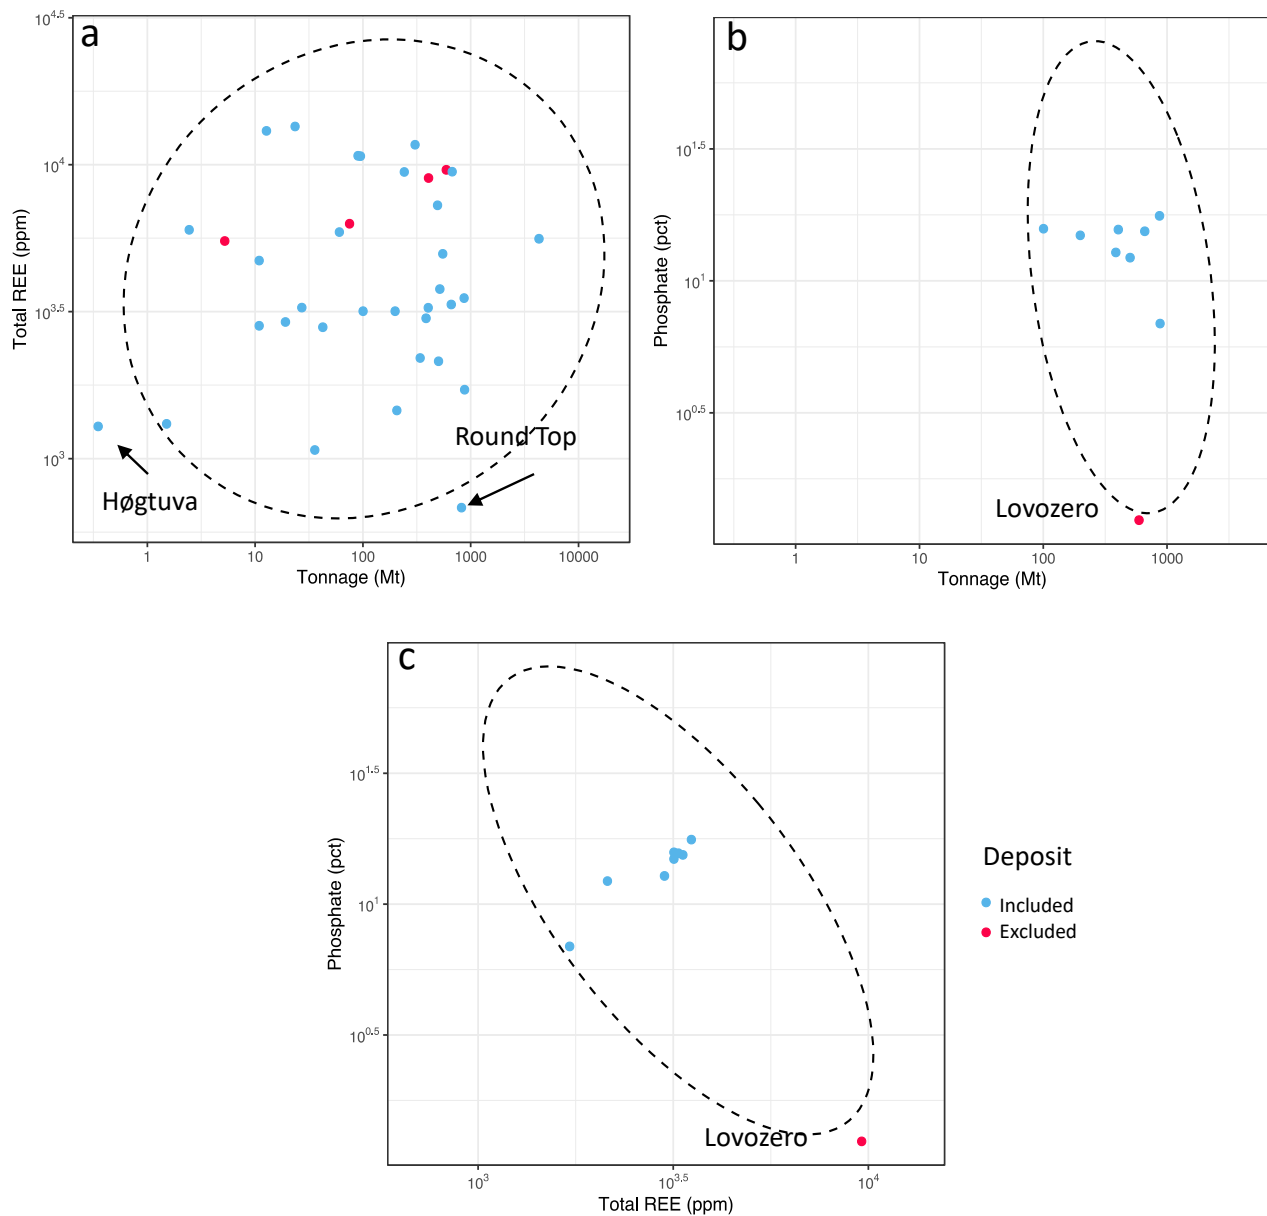 a
10^4.5
10^4
10^3.5
10^3
Total REE (ppm)
Round Top
Høgtuva
1 10 100 1000 10000
Tonnage (Mt)
b
10^1.5
10^1
10^0.5
Phosphate (pct)
Lovozero
1 10 100 1000
Tonnage (Mt)
c
10^1.5
10^1
10^0.5
Phosphate (pct)
Lovozero
10^3 10^3.5 10^4
Total REE (ppm)
Deposit
Included
Excluded